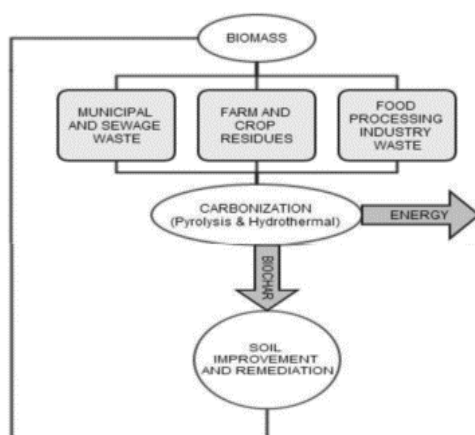 BIOMASS
MUNICIPAL
AND SEWAGE
WASTE
FARM AND
CROP
RESIDUES
FOOD
PROCESSING
INDUSTRY
WASTE
CARBONIZATION
(Pyrolysis & Hydrothermal)
ENERGY
BIOCHAR
SOIL
IMPROVEMENT
AND REMEDIATION